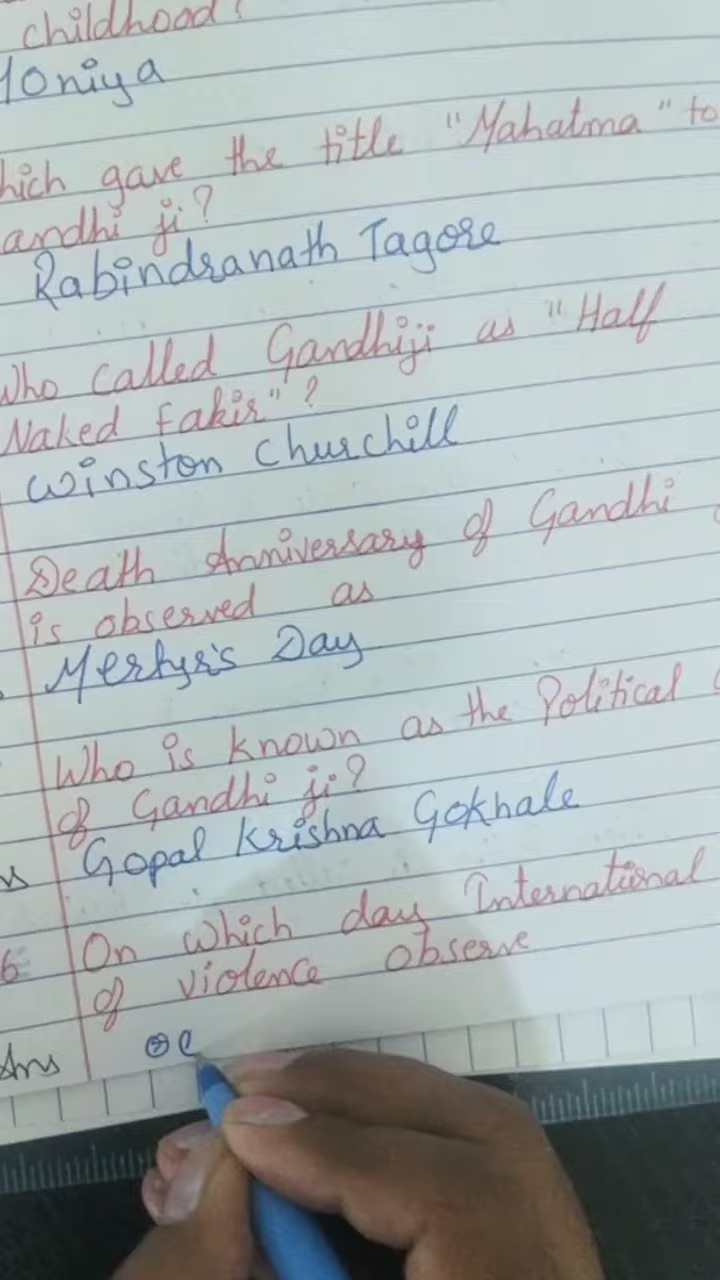 childhood?
Moniya
hich gave the title "Mahatma" to
andhi ji?
Rabindranath Tagore
Who called Gandhiji as "Half
Naked Fakir"?
Winston Churchill
Death Anniversary of Gandhi
is observed as
Mertyr's Day
Who is known as the Political
of Gandhi ji?
Gopal Krishna Gokhale
6 On which day International
of violence observe
Ans oc